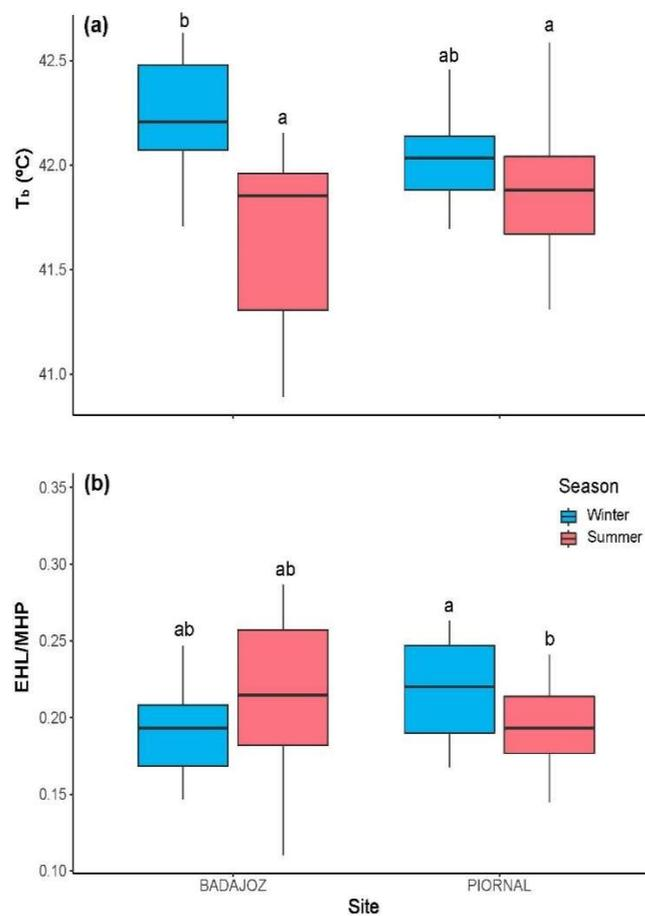 (a)
b
a
ab
a
42.5
42.0
41.5
41.0
Tb (ºC)
(b)
Season
Winter
Summer
ab
ab
a
b
0.35
0.30
0.25
0.20
0.15
0.10
EHL/MHP
BADAJOZ
PIORNAL
Site